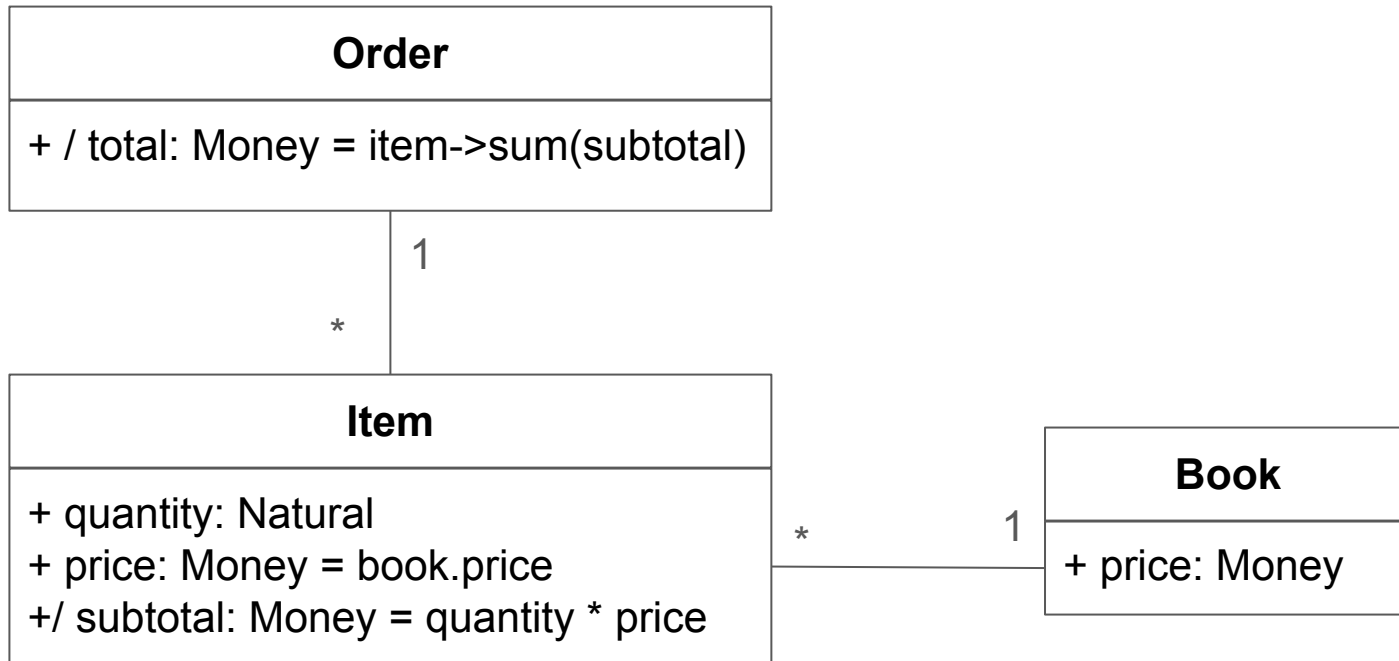 Order
+ / total: Money = item->sum(subtotal)
1
*
Item
+ quantity: Natural
+ price: Money = book.price
+/ subtotal: Money = quantity * price
*
1
Book
+ price: Money